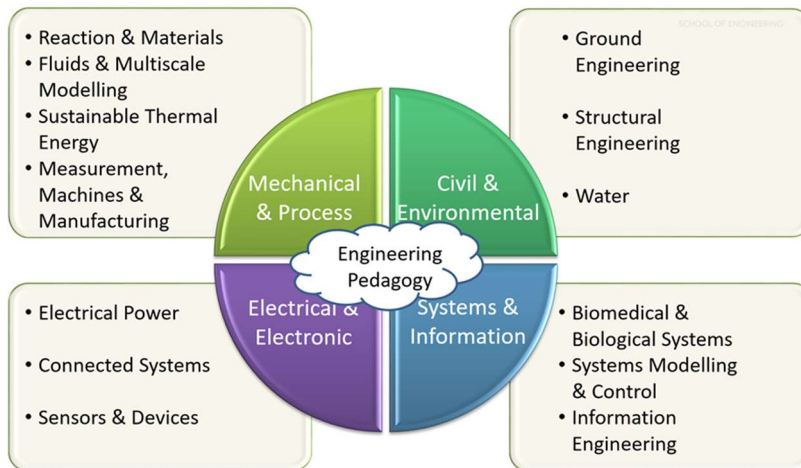 SCHOOL OF ENGINEERING
• Reaction & Materials
• Fluids & Multiscale
Modelling
• Sustainable Thermal
Energy
• Measurement,
Machines &
Manufacturing
• Ground
Engineering
• Structural
Engineering
• Water
Mechanical
& Process
Civil &
Environmental
Engineering
Pedagogy
Electrical &
Electronic
Systems &
Information
• Electrical Power
• Connected Systems
• Sensors & Devices
• Biomedical &
Biological Systems
• Systems Modelling
& Control
• Information
Engineering